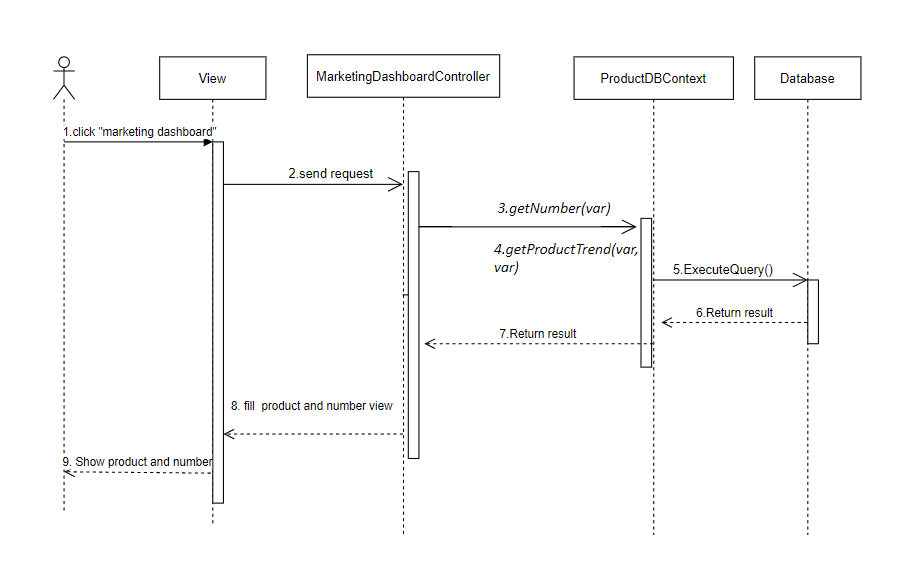 View
MarketingDashboardController
ProductDBContext
Database
1.click "marketing dashboard"
2.send request
3.getNumber(var)
4.getProductTrend(var,
var)
5.ExecuteQuery()
6.Return result
7.Return result
8. fill  product and number view
9. Show product and number